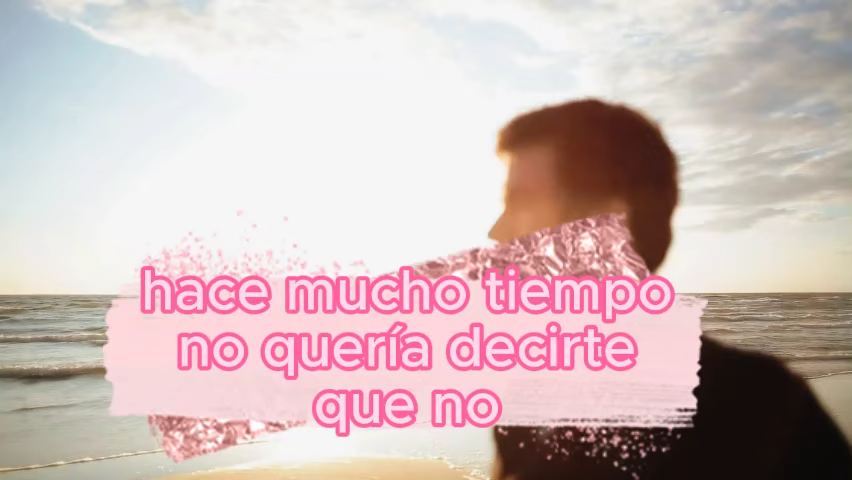 hace mucho tiempo
no quería decirte
que no